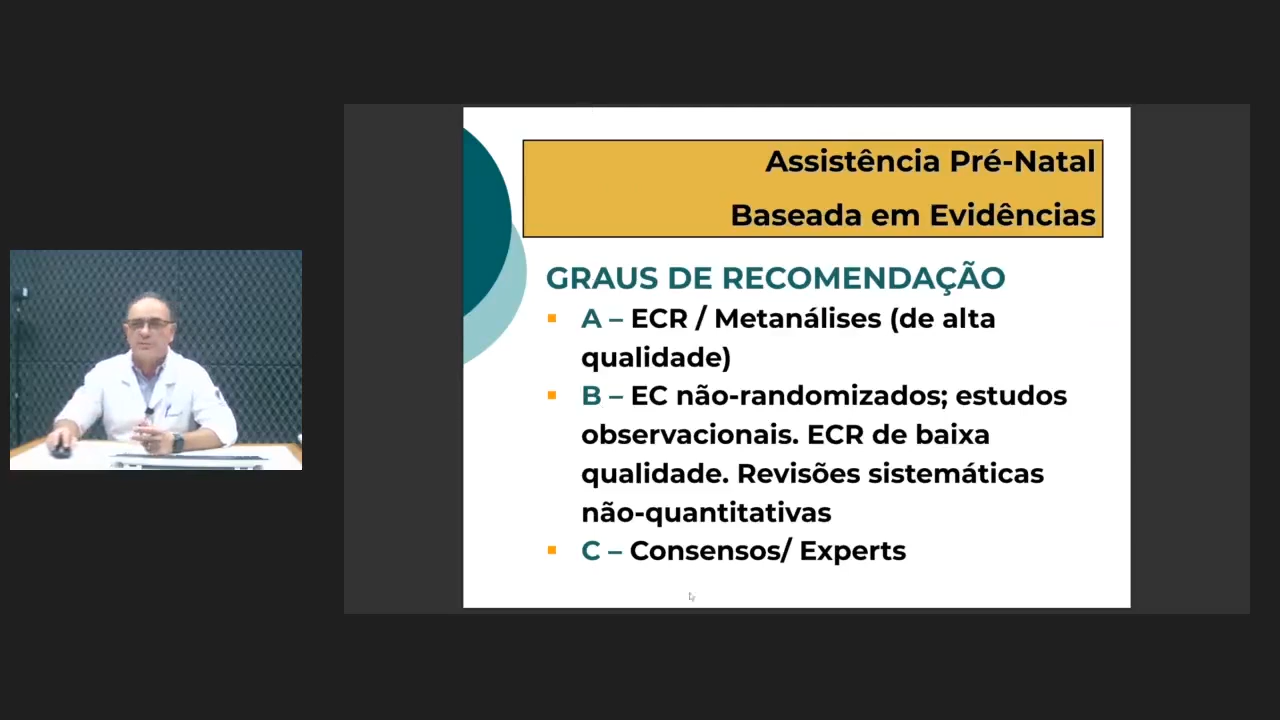 Assistência Pré-Natal
Baseada em Evidências
GRAUS DE RECOMENDAÇÃO
A – ECR / Metanálises (de alta
qualidade)
B – EC não-randomizados; estudos
observacionais. ECR de baixa
qualidade. Revisões sistemáticas
não-quantitativas
C – Consensos/ Experts